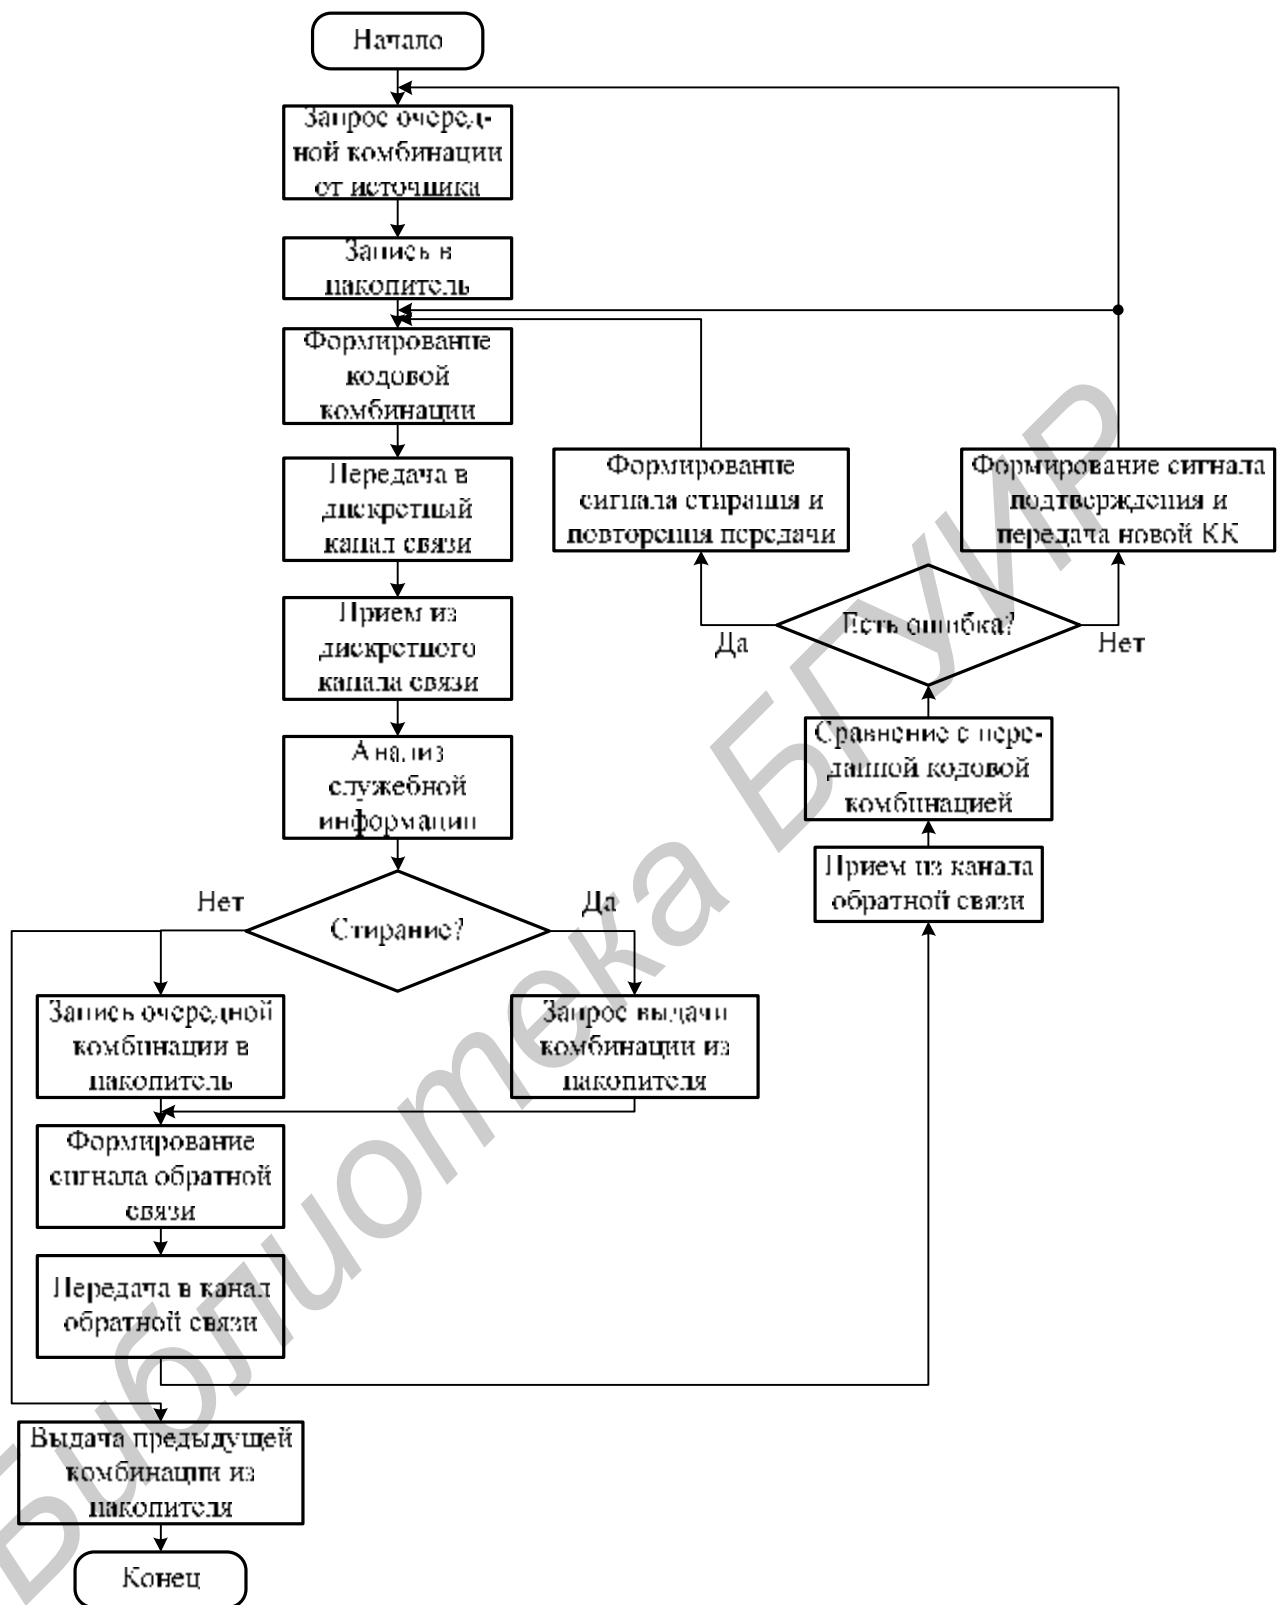 Начало
Запрос очеред-
ной комбинации
от источника
Запись в
накопитель
Формирование
кодовой
комбинации
Передача в
дискретный
канал связи
Формирование
сигнала стирания и
повторения передачи
Формирование сигнала
подтверждения и
передача новой КК
Прием из
дискретного
канала связи
Есть ошибка?
Да
Нет
Анализ
служебной
информации
Сравнение с пере-
данной кодовой
комбинацией
Прием из канала
обратной связи
Нет
Да
Стирание?
Запись очередной
комбинации в
накопитель
Запрос выдачи
комбинации из
накопителя
Формирование
сигнала обратной
связи
Передача в канал
обратной связи
Выдача предыдущей
комбинации из
накопителя
Конец
Библиотека БГУИР